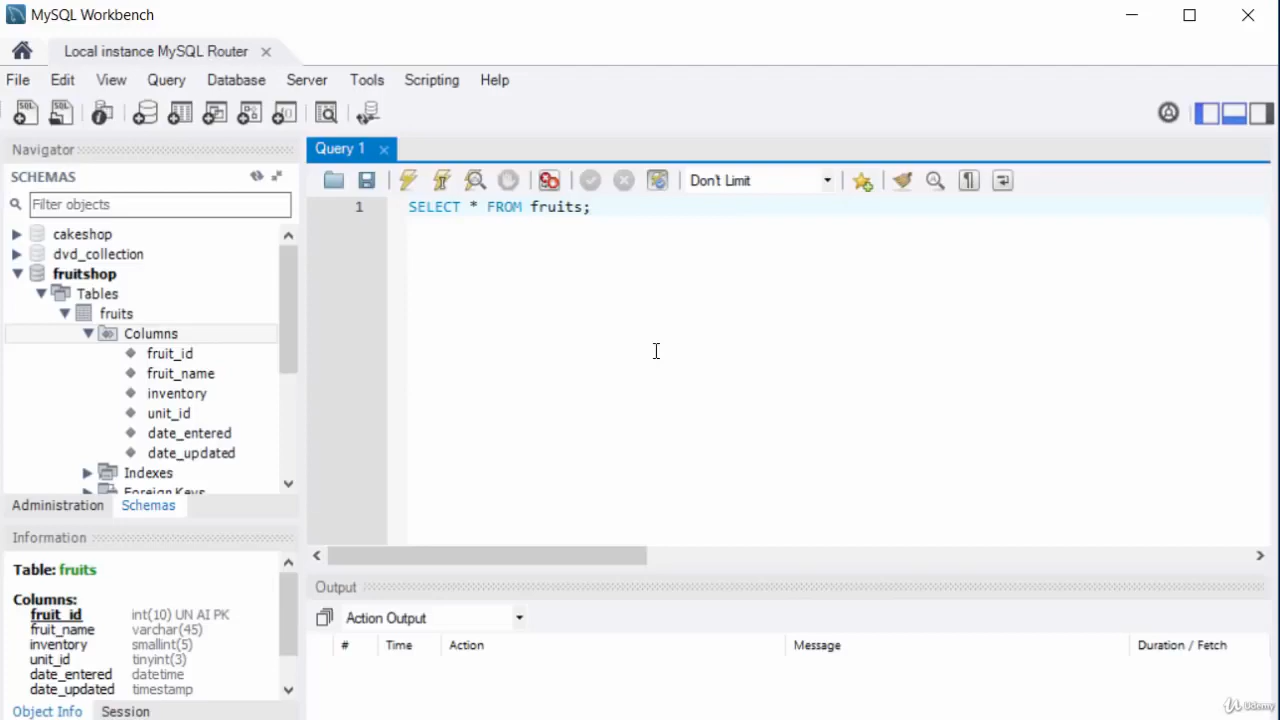 MySQL Workbench
Local instance MySQL Router
File Edit View Query Database Server Tools Scripting Help
Navigator
SCHEMAS
Filter objects
cakeshop
dvd_collection
fruitshop
Tables
fruits
Columns
fruit_id
fruit_name
inventory
unit_id
date_entered
date_updated
Indexes
Foreign Keys
Administration Schemas
Information
Table: fruits
Columns:
fruit_id int(10) UN AI PK
fruit_name varchar(45)
inventory smallint(5)
unit_id tinyint(3)
date_entered datetime
date_updated timestamp
Object Info Session
Query 1
Don't Limit
1 SELECT * FROM fruits;
Output
Action Output
# Time Action Message Duration / Fetch
Udemy